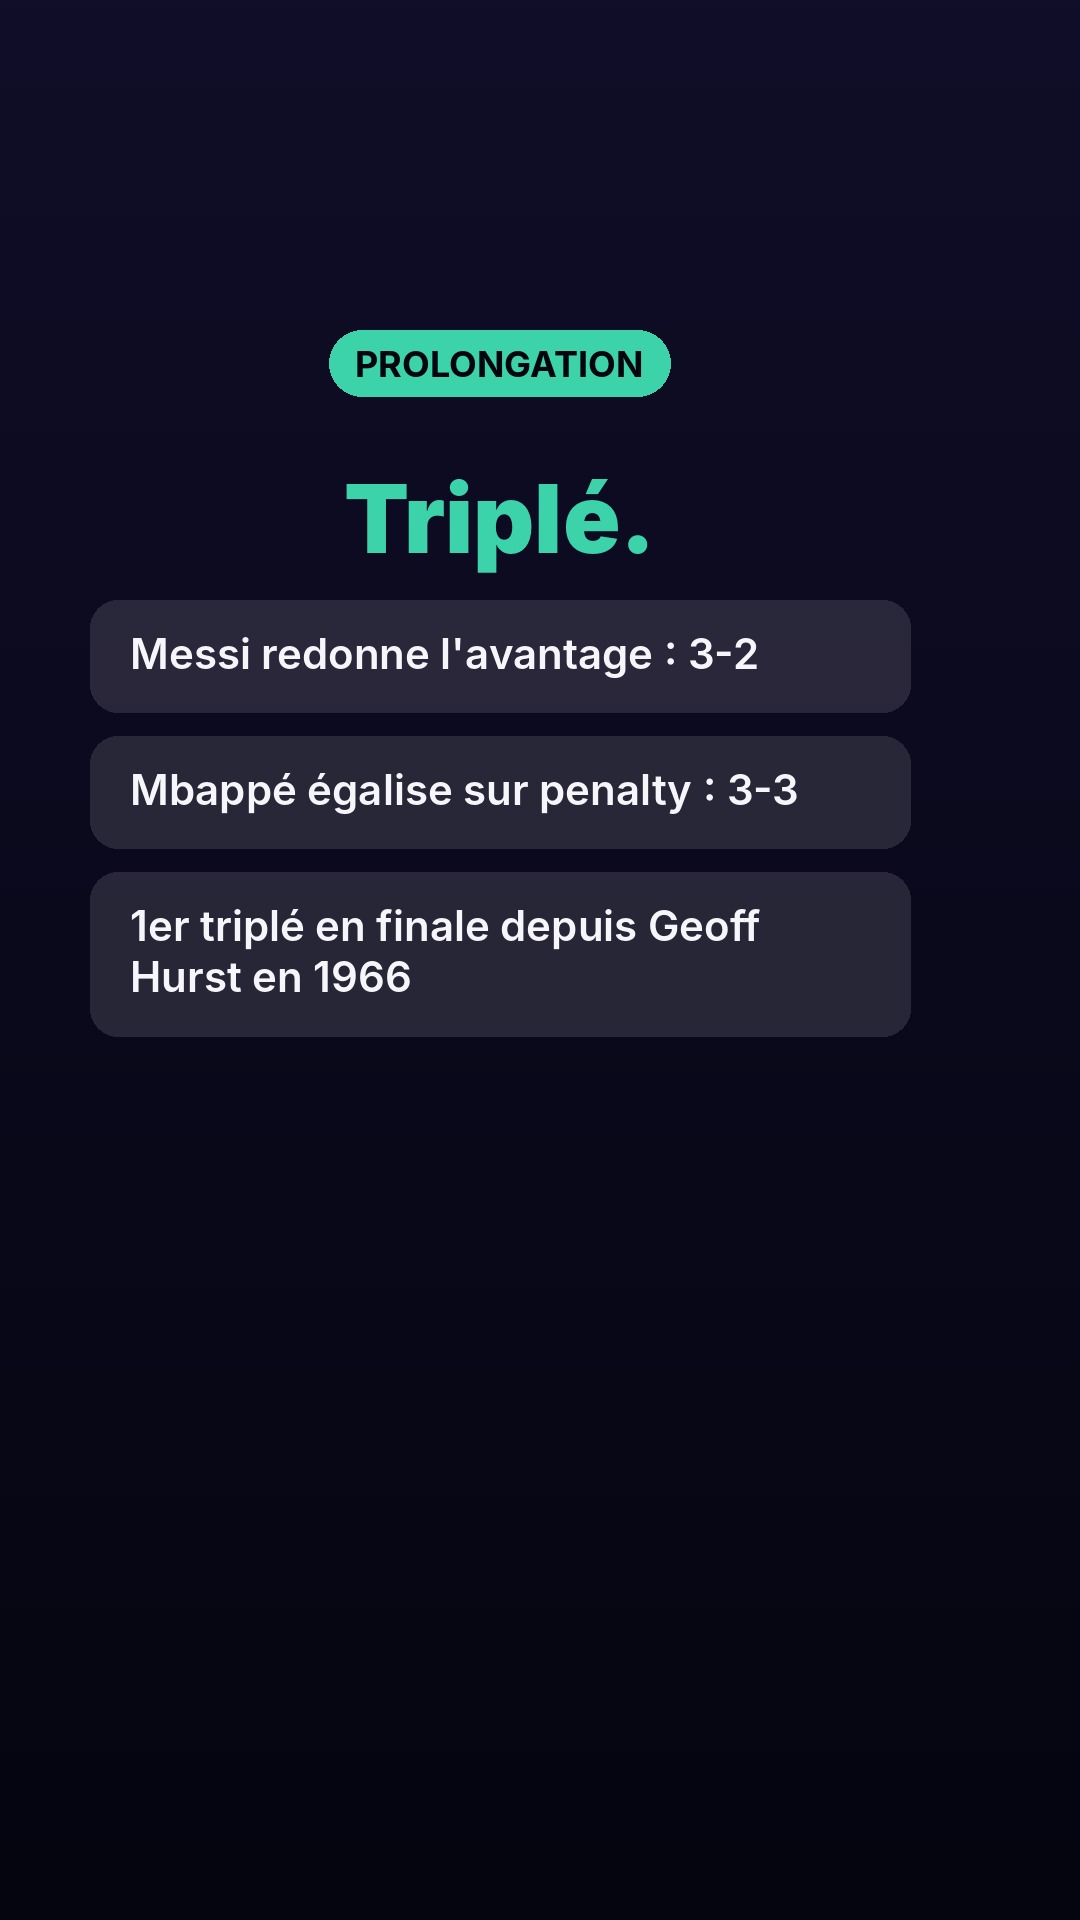 PROLONGATION
Triplé.
Messi redonne l'avantage : 3-2
Mbappé égalise sur penalty : 3-3
1er triplé en finale depuis Geoff
Hurst en 1966